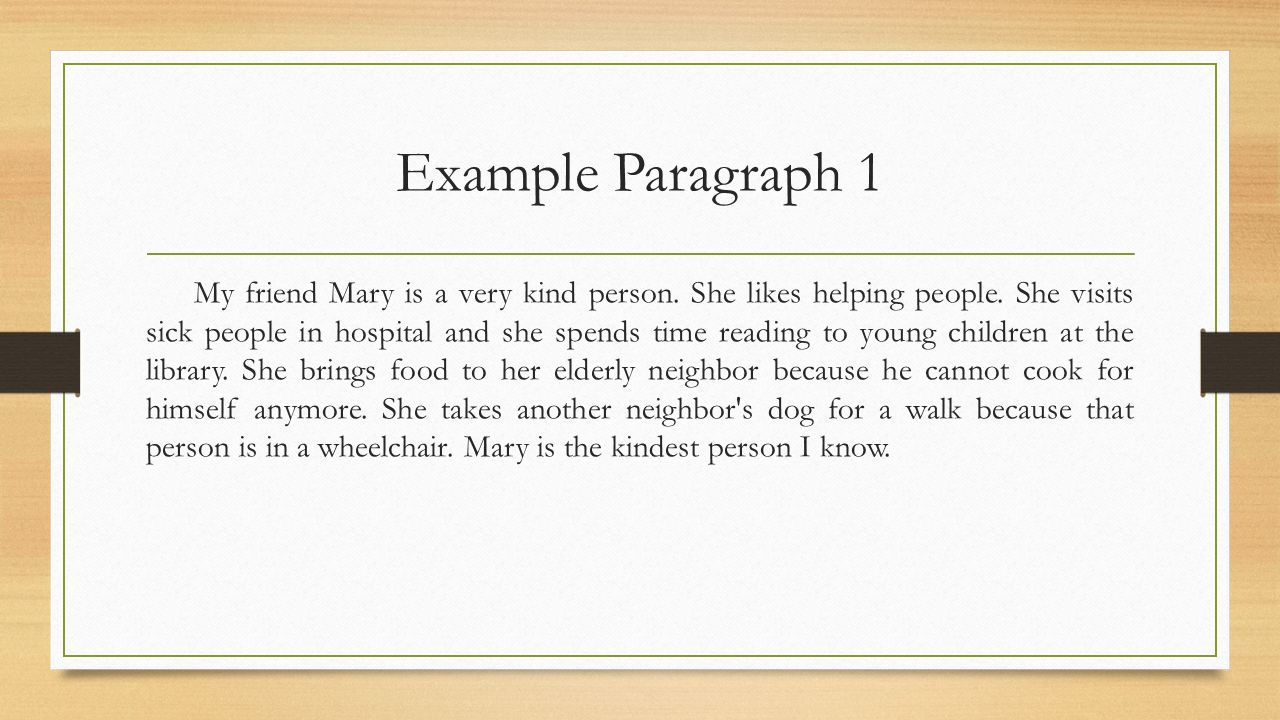 Example Paragraph 1
My friend Mary is a very kind person. She likes helping people. She visits
sick people in hospital and she spends time reading to young children at the
library. She brings food to her elderly neighbor because he cannot cook for
himself anymore. She takes another neighbor's dog for a walk because that
person is in a wheelchair. Mary is the kindest person I know.